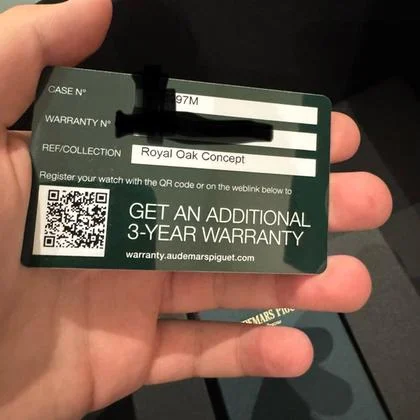 CASE N°
97M
WARRANTY N°
REF/COLLECTION
Royal Oak Concept
Register your watch with the QR code or on the weblink below to
GET AN ADDITIONAL
3-YEAR WARRANTY
warranty.audemarspiguet.com